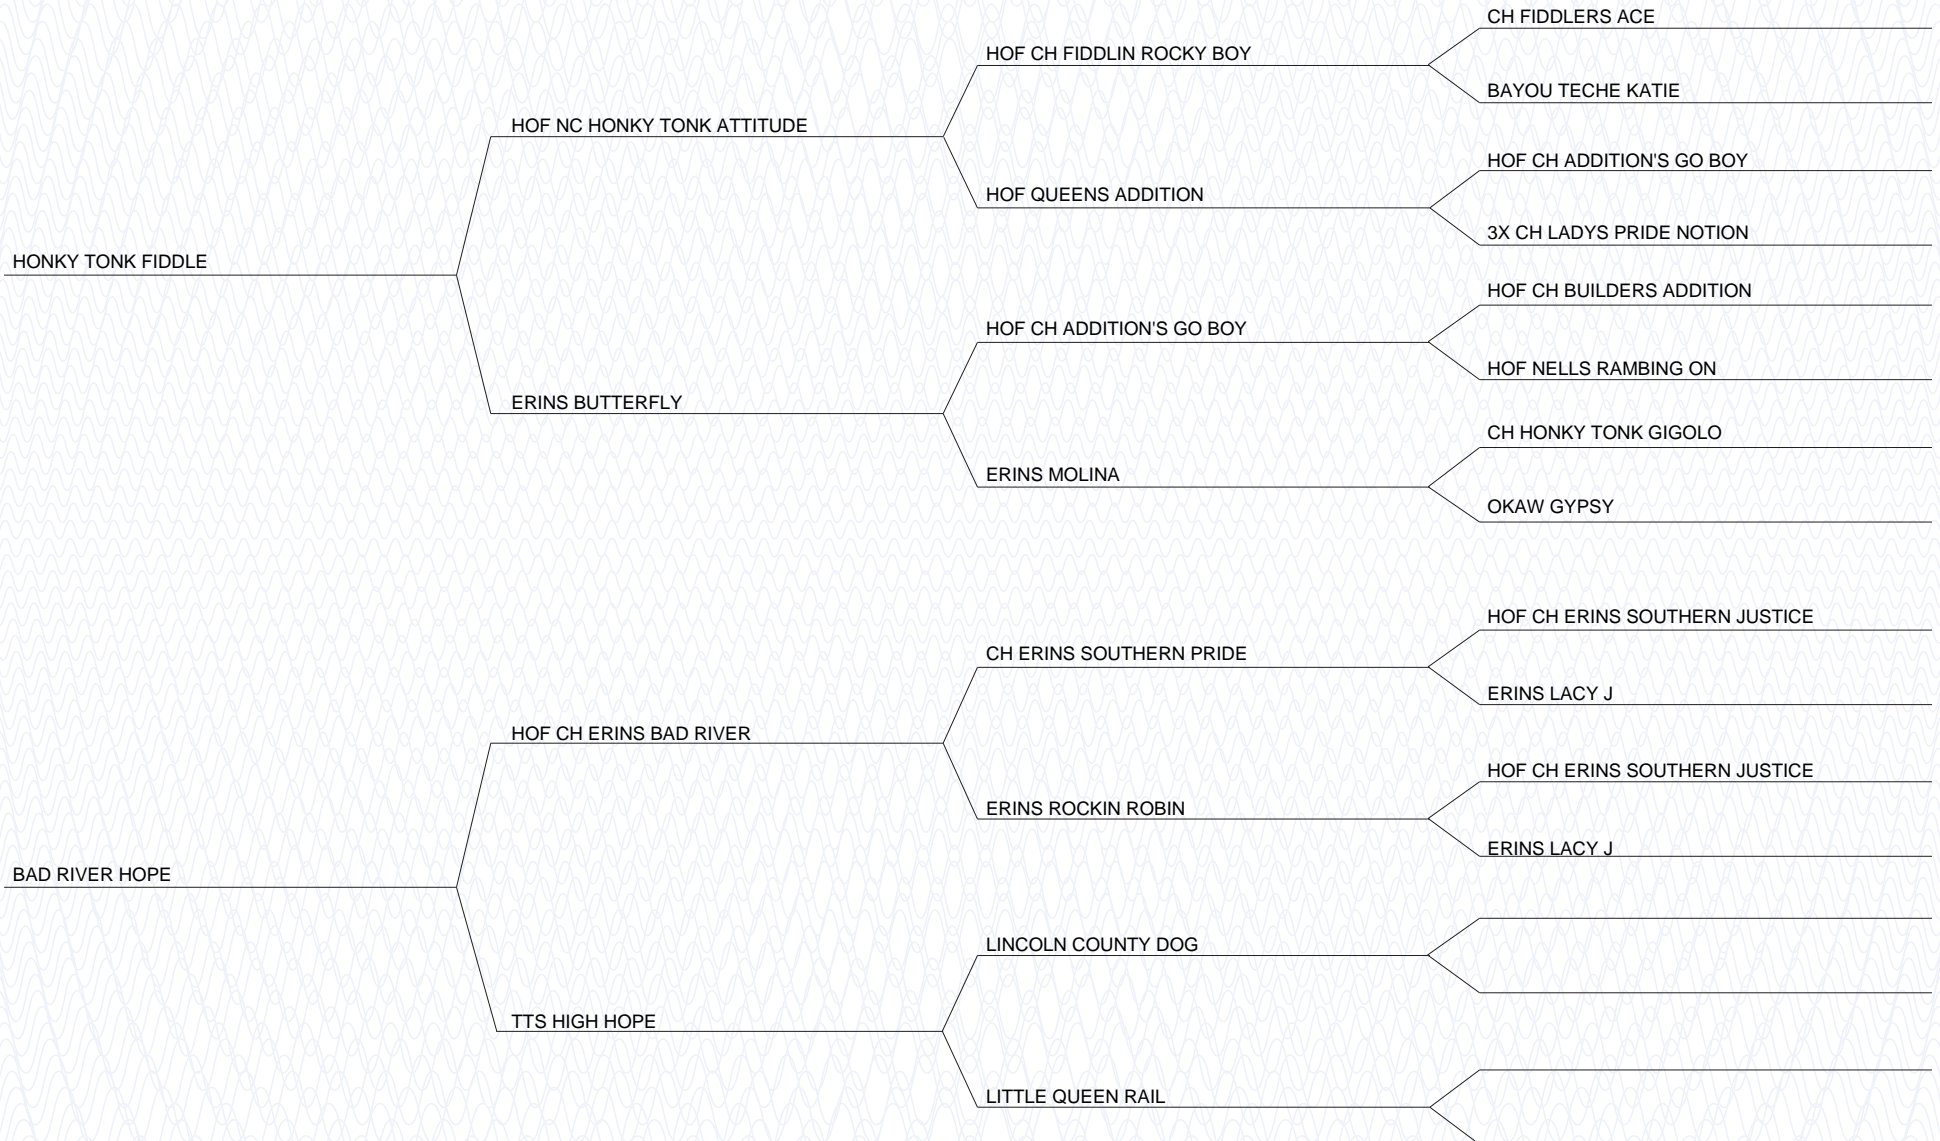 CH FIDDLERS ACE
HOF CH FIDDLIN ROCKY BOY
BAYOU TECHE KATIE
HOF NC HONKY TONK ATTITUDE
HOF CH ADDITION'S GO BOY
HOF QUEENS ADDITION
3X CH LADYS PRIDE NOTION
HONKY TONK FIDDLE
HOF CH BUILDERS ADDITION
HOF CH ADDITION'S GO BOY
HOF NELLS RAMBING ON
ERINS BUTTERFLY
CH HONKY TONK GIGOLO
ERINS MOLINA
OKAW GYPSY
HOF CH ERINS SOUTHERN JUSTICE
CH ERINS SOUTHERN PRIDE
ERINS LACY J
HOF CH ERINS BAD RIVER
HOF CH ERINS SOUTHERN JUSTICE
ERINS ROCKIN ROBIN
ERINS LACY J
BAD RIVER HOPE
LINCOLN COUNTY DOG
TTS HIGH HOPE
LITTLE QUEEN RAIL